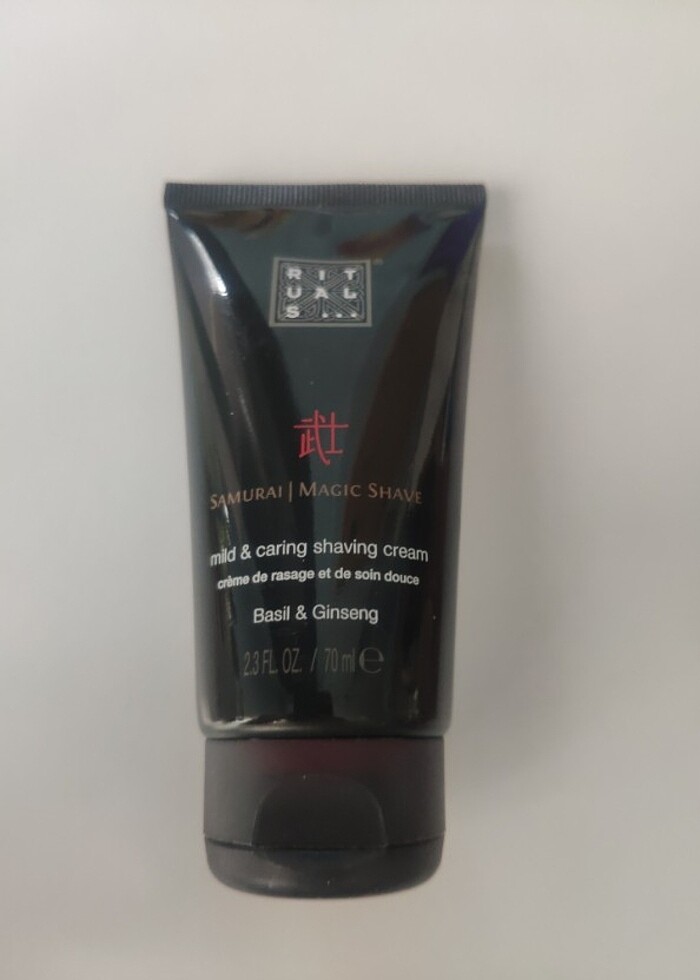 RIT
UAL
S...
武士
SAMURAI | MAGIC SHAVE
mild & caring shaving cream
crème de rasage et de soin douce
Basil & Ginseng
2.3 FL. OZ. / 70 ml e